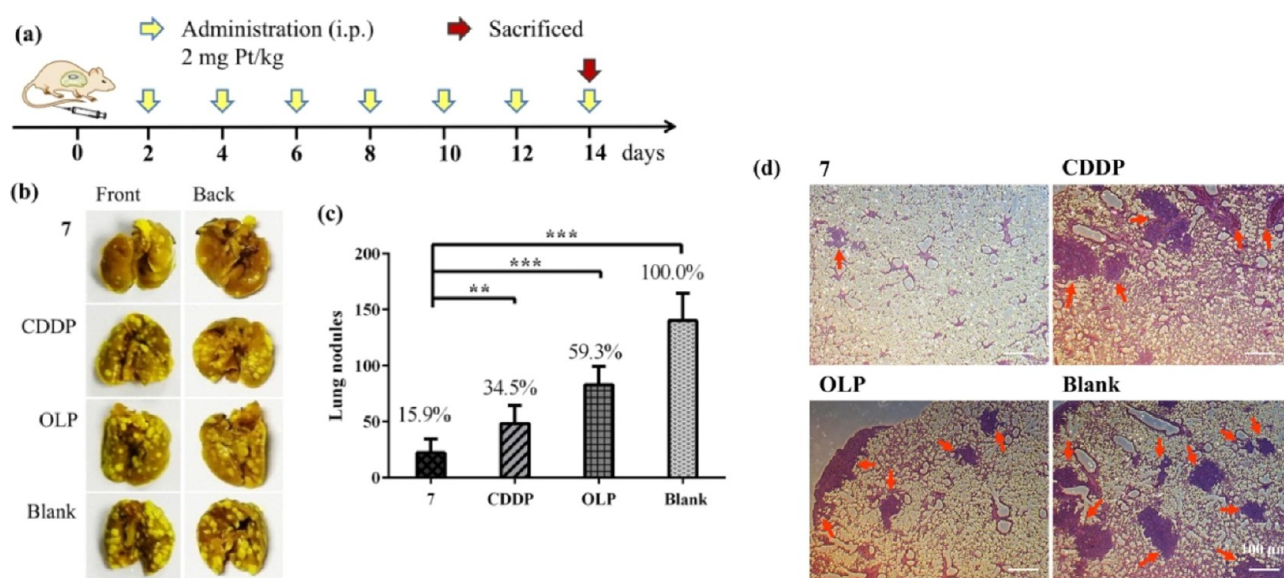 (a)
Administration (i.p.)
2 mg Pt/kg
Sacrificed
0 2 4 6 8 10 12 14 days
(b)
Front Back
7
CDDP
OLP
Blank
(c)
Lung nodules
200
150
100
50
0
***
***
**
15.9%
34.5%
59.3%
100.0%
7 CDDP OLP Blank
(d)
7 CDDP
OLP Blank
100 μm